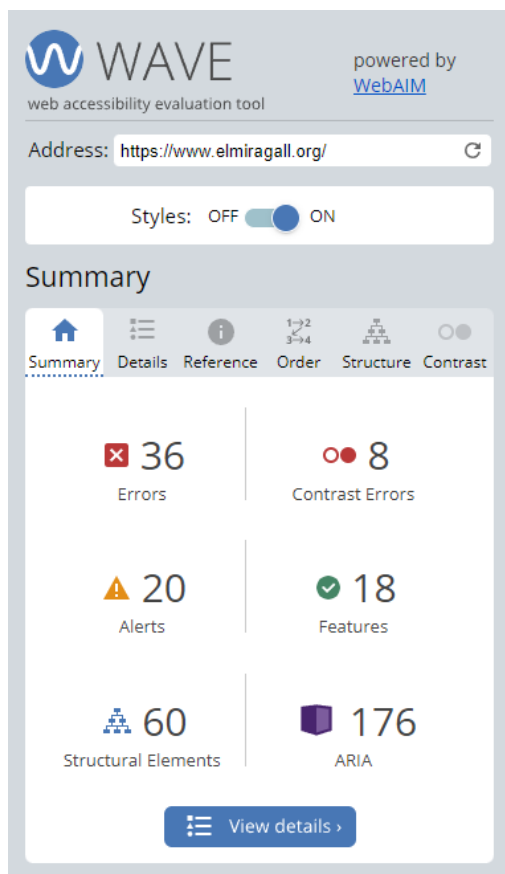 WAVE
web accessibility evaluation tool
powered by
WebAIM
Address: https://www.elmiragall.org/
Styles: OFF ON
Summary
Summary Details Reference Order Structure Contrast
36
Errors
8
Contrast Errors
20
Alerts
18
Features
60
Structural Elements
176
ARIA
View details ›